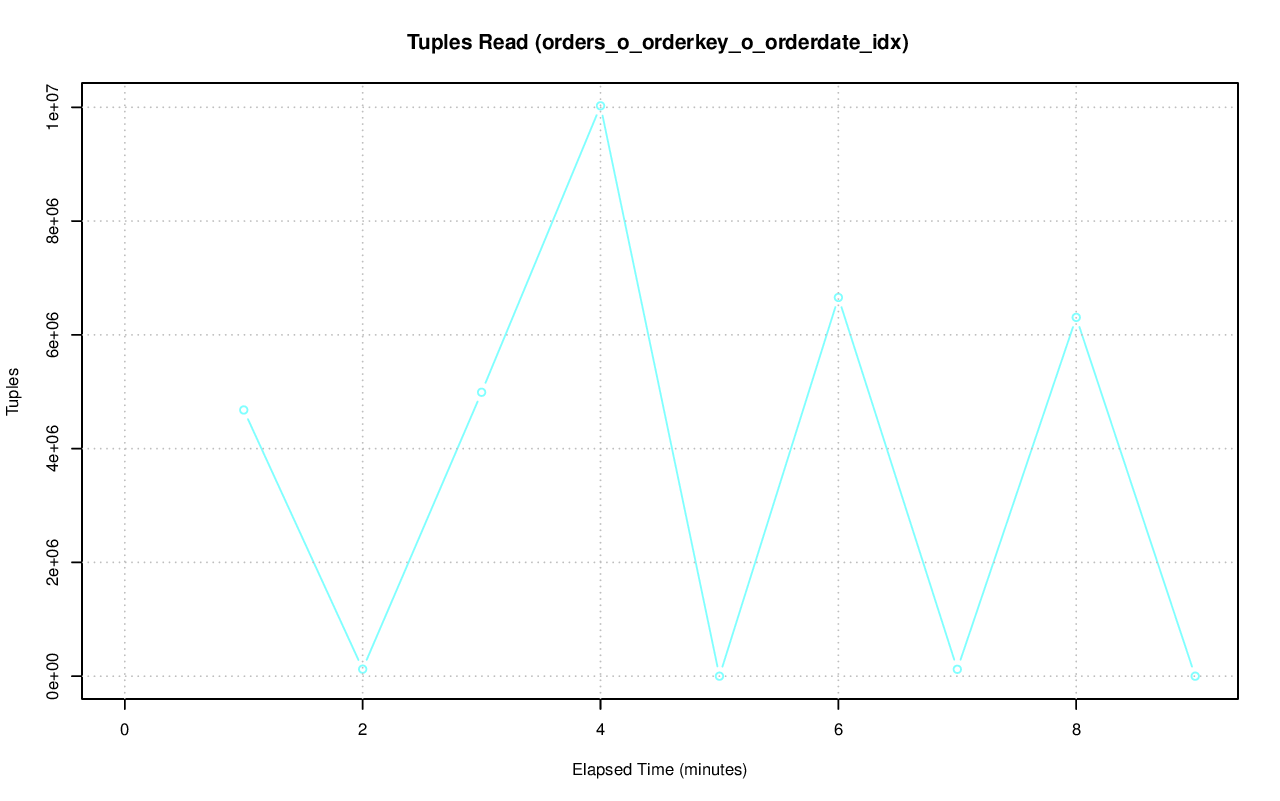 Tuples Read (orders_o_orderkey_o_orderdate_idx)
1e+07
8e+06
6e+06
4e+06
2e+06
0e+00
Tuples
0 2 4 6 8
Elapsed Time (minutes)